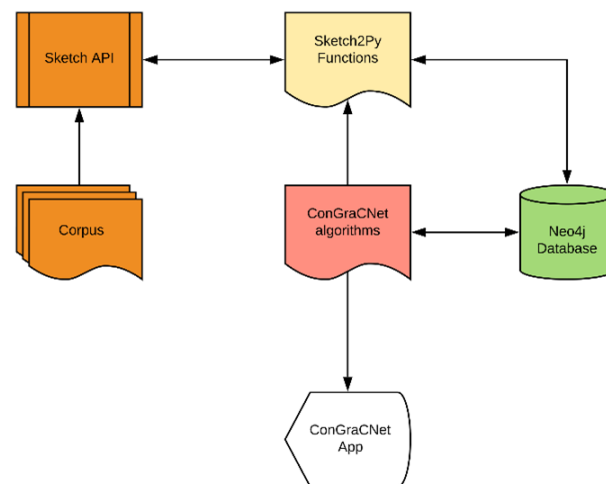 Sketch API
Sketch2Py
Functions
Corpus
ConGraCNet
algorithms
Neo4j
Database
ConGraCNet
App